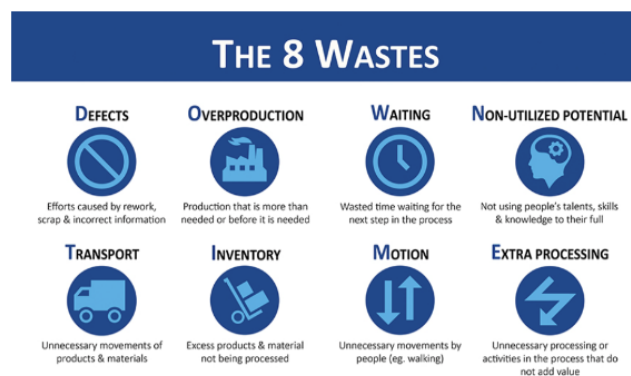 THE 8 WASTES
DEFECTS
Efforts caused by rework,
scrap & incorrect information
OVERPRODUCTION
Production that is more than
needed or before it is needed
WAITING
Wasted time waiting for the
next step in the process
NON-UTILIZED POTENTIAL
Not using people's talents, skills
& knowledge to their full
TRANSPORT
Unnecessary movements of
products & materials
INVENTORY
Excess products & material
not being processed
MOTION
Unnecessary movements by
people (eg. walking)
EXTRA PROCESSING
Unnecessary processing or
activities in the process that do
not add value